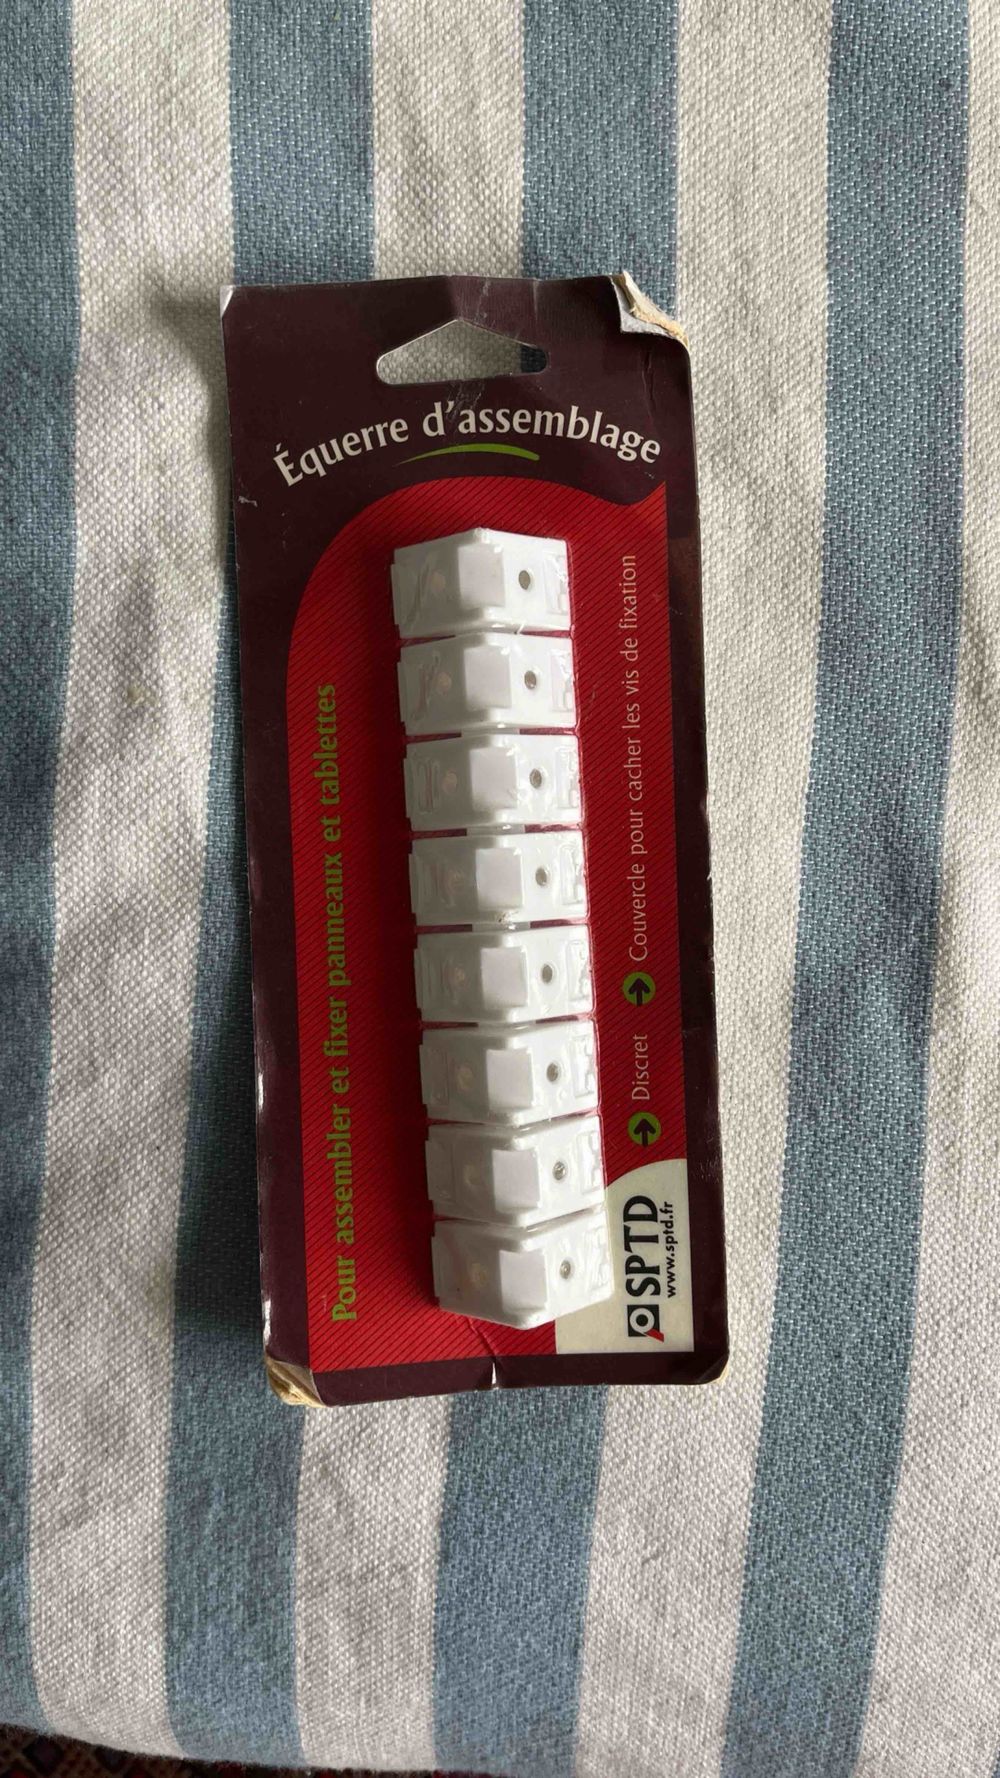 Équerre d'assemblage
Pour assembler et fixer panneaux et tablettes
Discret
Couvercle pour cacher les vis de fixation
SPTD
www.sptd.fr